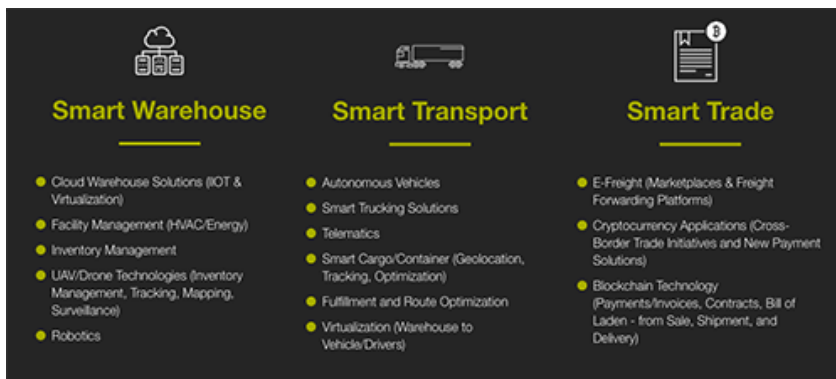 Smart Warehouse
Cloud Warehouse Solutions (IIOT &
Virtualization)
Facility Management (HVAC/Energy)
Inventory Management
UAV/Drone Technologies (Inventory
Management, Tracking, Mapping,
Surveillance)
Robotics
Smart Transport
Autonomous Vehicles
Smart Trucking Solutions
Telematics
Smart Cargo/Container (Geolocation,
Tracking, Optimization)
Fulfillment and Route Optimization
Virtualization (Warehouse to
Vehicle/Drivers)
Smart Trade
E-Freight (Marketplaces & Freight
Forwarding Platforms)
Cryptocurrency Applications (Cross-
Border Trade Initiatives and New Payment
Solutions)
Blockchain Technology
(Payments/Invoices, Contracts, Bill of
Laden - from Sale, Shipment, and
Delivery)